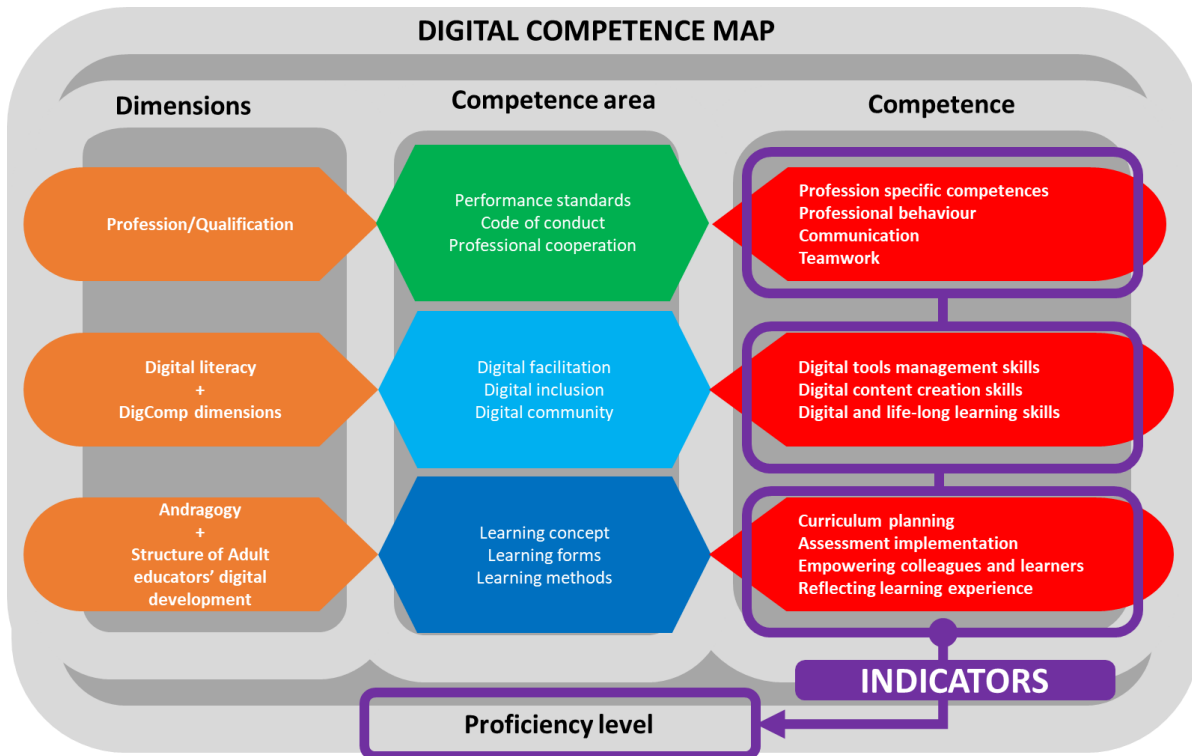 DIGITAL COMPETENCE MAP
Dimensions
Competence area
Competence
Profession/Qualification
Performance standards
Code of conduct
Professional cooperation
Profession specific competences
Professional behaviour
Communication
Teamwork
Digital literacy
+
DigComp dimensions
Digital facilitation
Digital inclusion
Digital community
Digital tools management skills
Digital content creation skills
Digital and life-long learning skills
Andragogy
+
Structure of Adult
educators’ digital
development
Learning concept
Learning forms
Learning methods
Curriculum planning
Assessment implementation
Empowering colleagues and learners
Reflecting learning experience
INDICATORS
Proficiency level